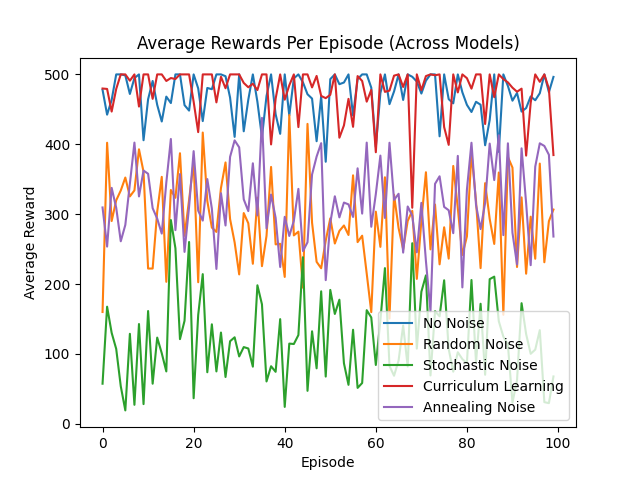 Average Rewards Per Episode (Across Models)
500
400
300
200
100
0
Average Reward
0 20 40 60 80 100
Episode
No Noise
Random Noise
Stochastic Noise
Curriculum Learning
Annealing Noise